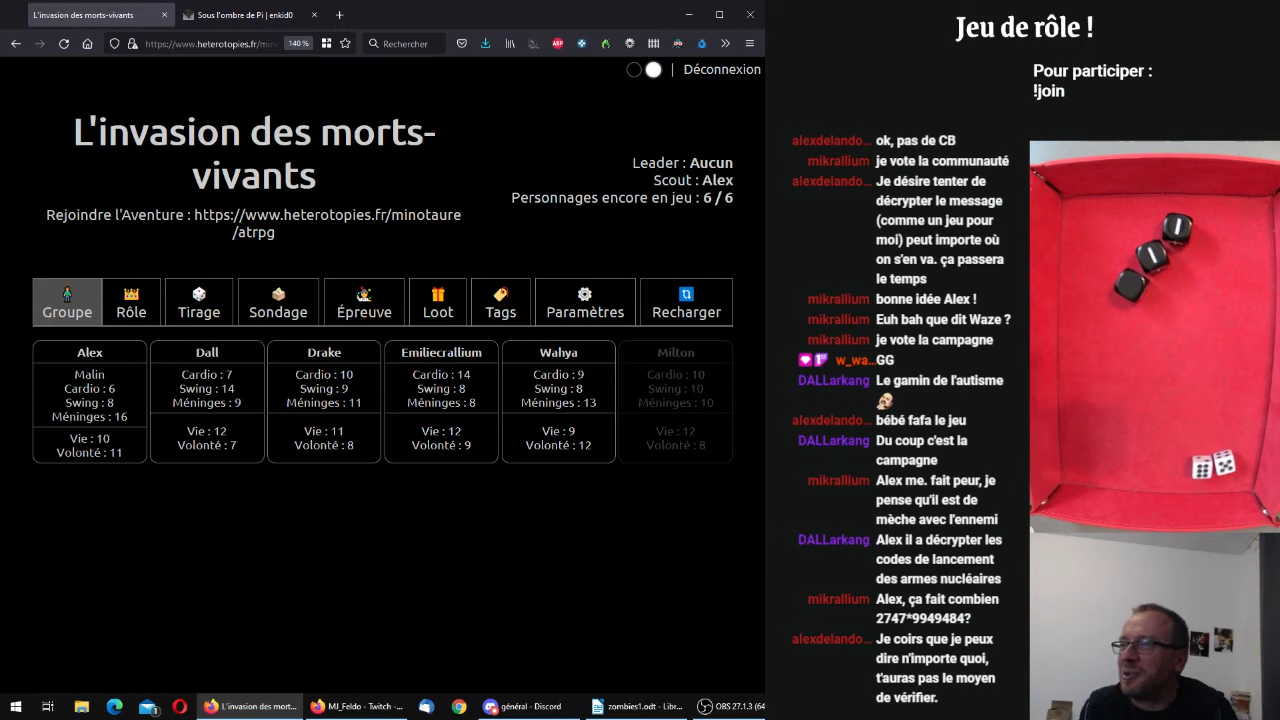 L'invasion des morts-vivants
Sous l'ombre de Pi | enkid0
https://www.heterotopies.fr/mino
140 %
Rechercher
Déconnexion
L'invasion des morts-
vivants
Rejoindre l'Aventure : https://www.heterotopies.fr/minotaure
/atrpg
Leader : Aucun
Scout : Alex
Personnages encore en jeu : 6 / 6
Groupe
Rôle
Tirage
Sondage
Épreuve
Loot
Tags
Paramètres
Recharger
Alex
Malin
Cardio : 6
Swing : 8
Méninges : 16
Vie : 10
Volonté : 11
Dall
Cardio : 7
Swing : 14
Méninges : 9
Vie : 12
Volonté : 7
Drake
Cardio : 10
Swing : 9
Méninges : 11
Vie : 11
Volonté : 8
Emiliecrallium
Cardio : 14
Swing : 8
Méninges : 8
Vie : 12
Volonté : 9
Wahya
Cardio : 9
Swing : 8
Méninges : 13
Vie : 9
Volonté : 12
Milton
Cardio : 10
Swing : 10
Méninges : 10
Vie : 12
Volonté : 8
L'invasion des mort...
MJ_Feldo - Twitch -...
général - Discord
zombies1.odt - Libr...
OBS 27.1.3 (64
Jeu de rôle !
Pour participer :
!join
alexdelando... ok, pas de CB
mikrallium je vote la communauté
alexdelando... Je désire tenter de
décrypter le message
(comme un jeu pour
moi) peut importe où
on s'en va. ça passera
le temps
mikrallium bonne idée Alex !
mikrallium Euh bah que dit Waze ?
mikrallium je vote la campagne
w_wa... GG
DALLarkang Le gamin de l'autisme
alexdelando... bébé fafa le jeu
DALLarkang Du coup c'est la
campagne
mikrallium Alex me. fait peur, je
pense qu'il est de
mèche avec l'ennemi
DALLarkang Alex il a décrypter les
codes de lancement
des armes nucléaires
mikrallium Alex, ça fait combien
2747*9949484?
alexdelando... Je coirs que je peux
dire n'importe quoi,
t'auras pas le moyen
de vérifier.